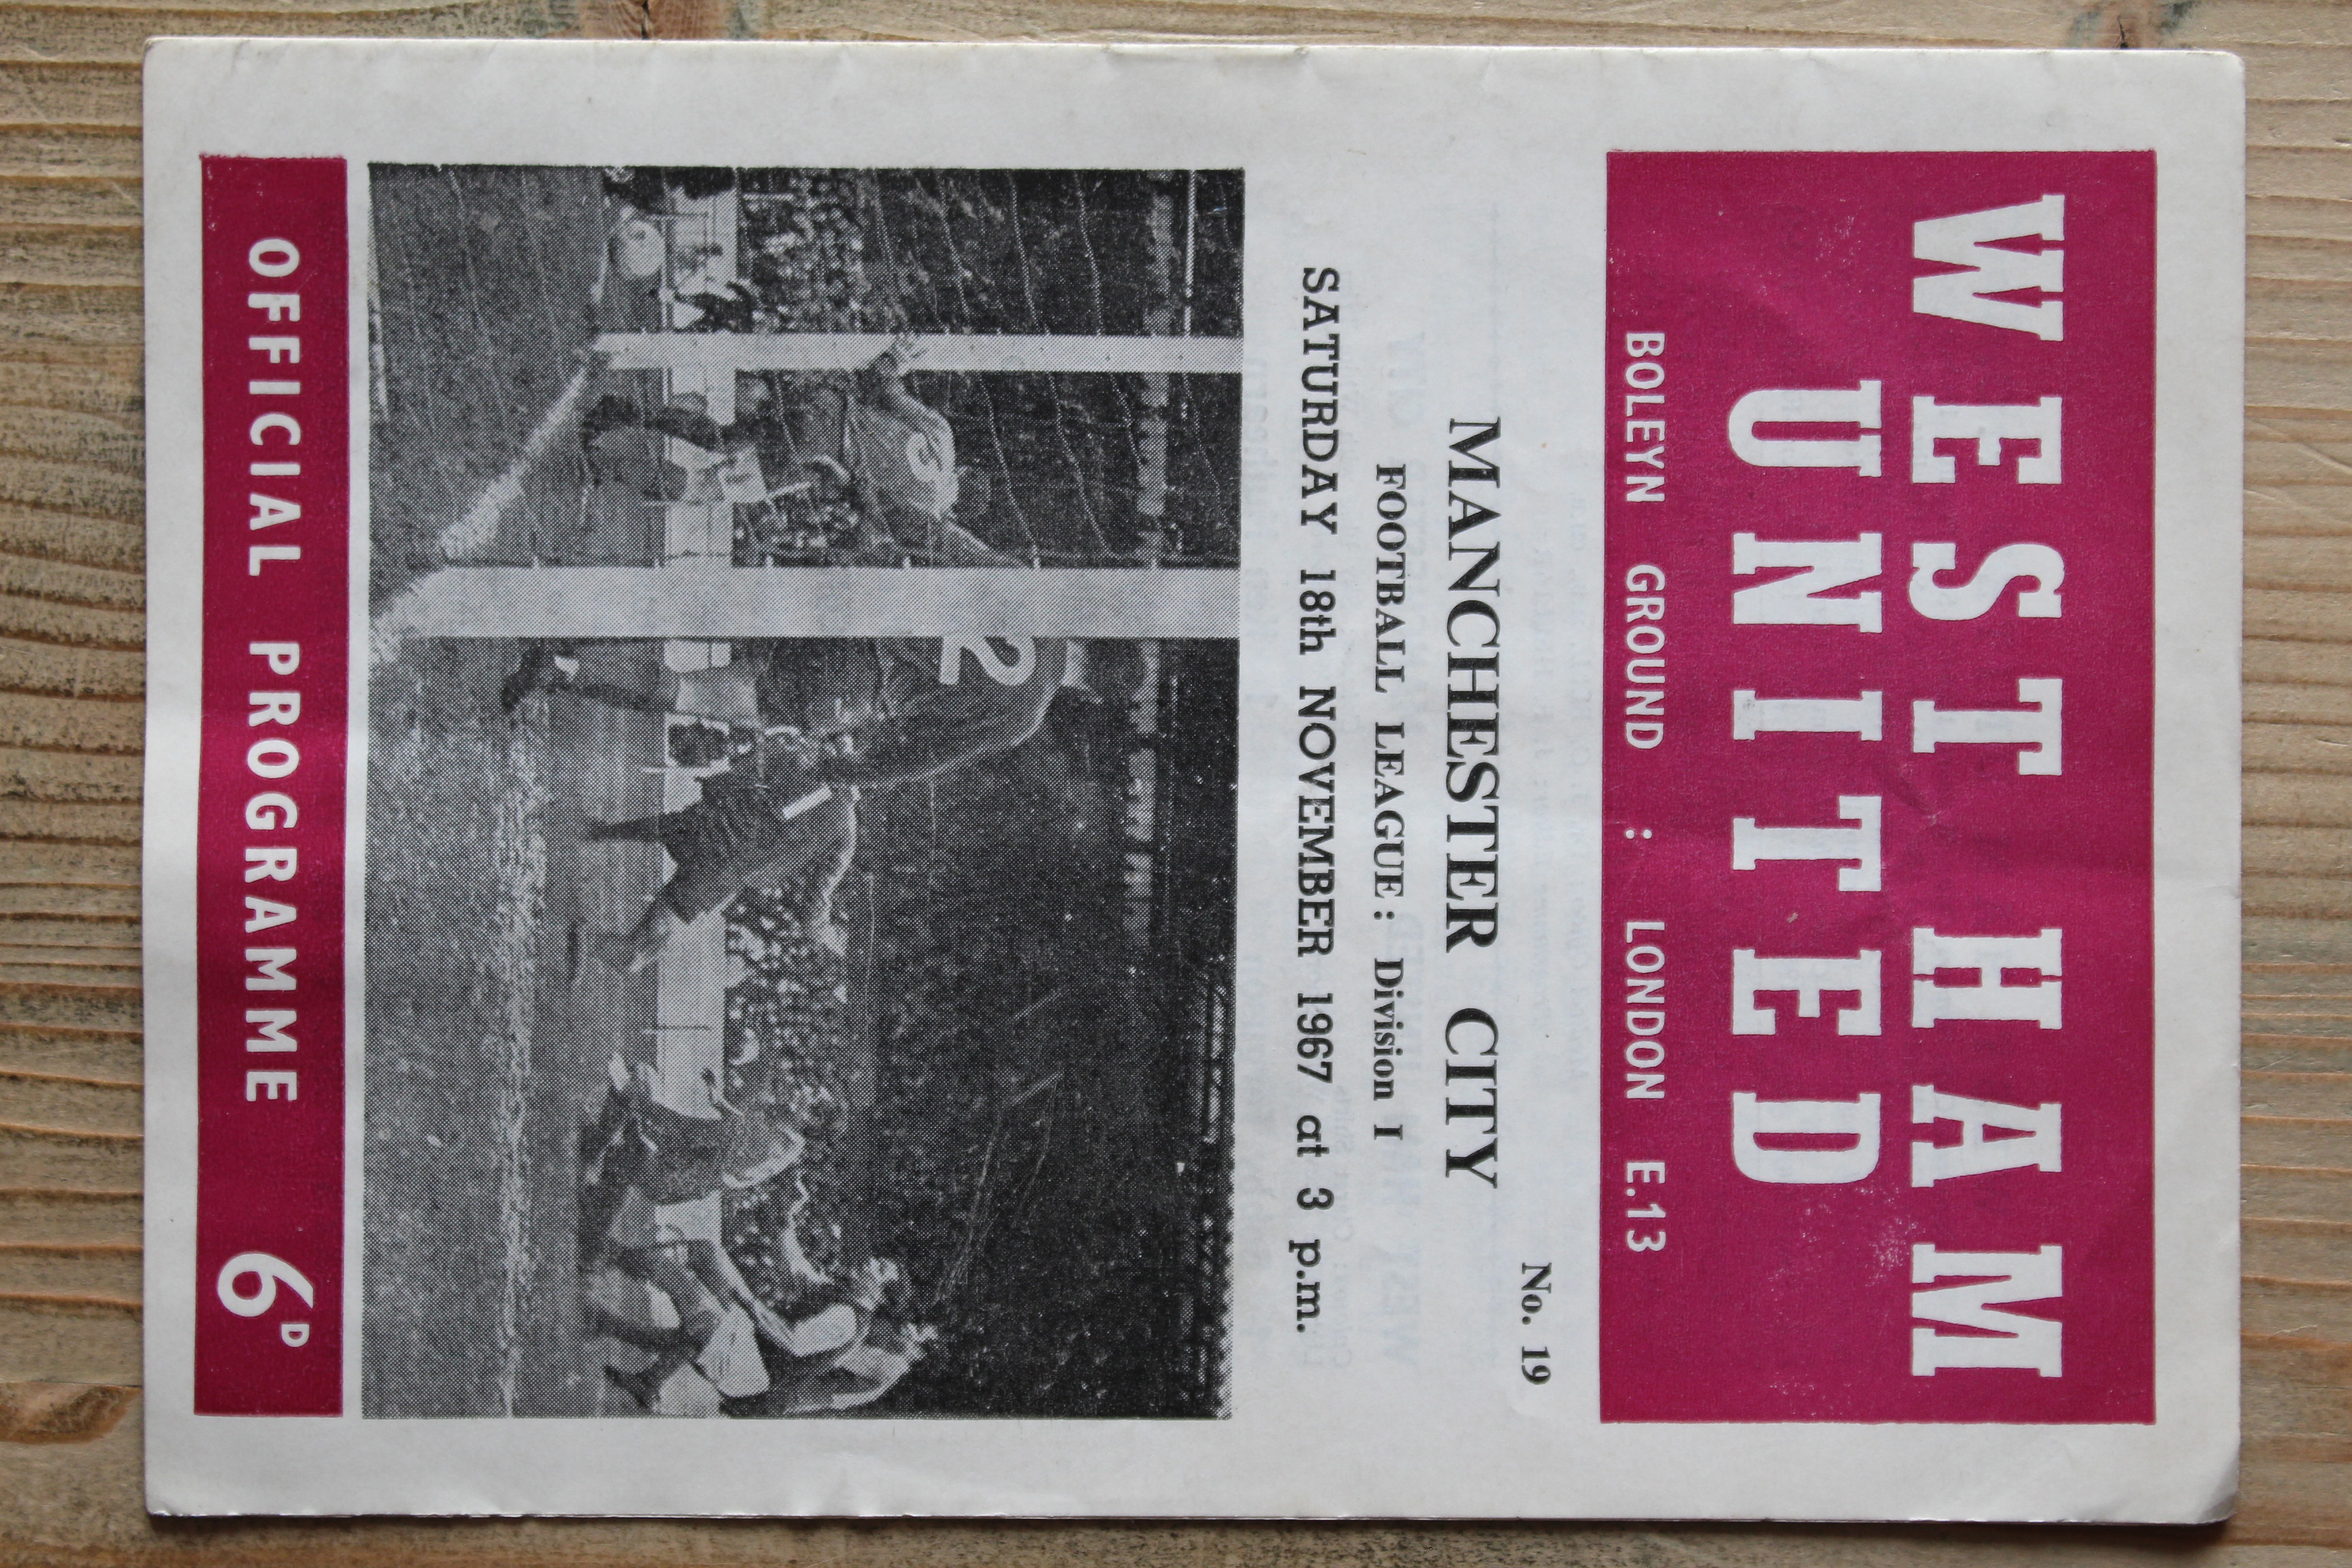 WEST HAM
UNITED
BOLEYN GROUND : LONDON E.13
No. 19
MANCHESTER CITY
FOOTBALL LEAGUE: Division I
SATURDAY 18th NOVEMBER 1967 at 3 p.m.
2
OFFICIAL PROGRAMME 6D